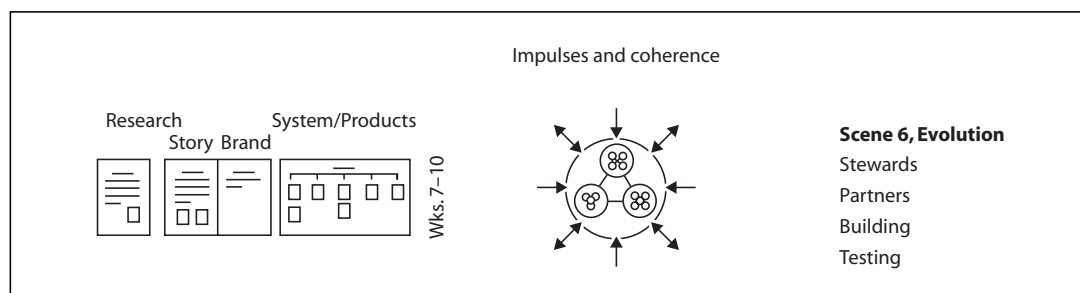 Impulses and coherence
Research
System/Products
Story Brand
Wks. 7–10
Scene 6, Evolution
Stewards
Partners
Building
Testing